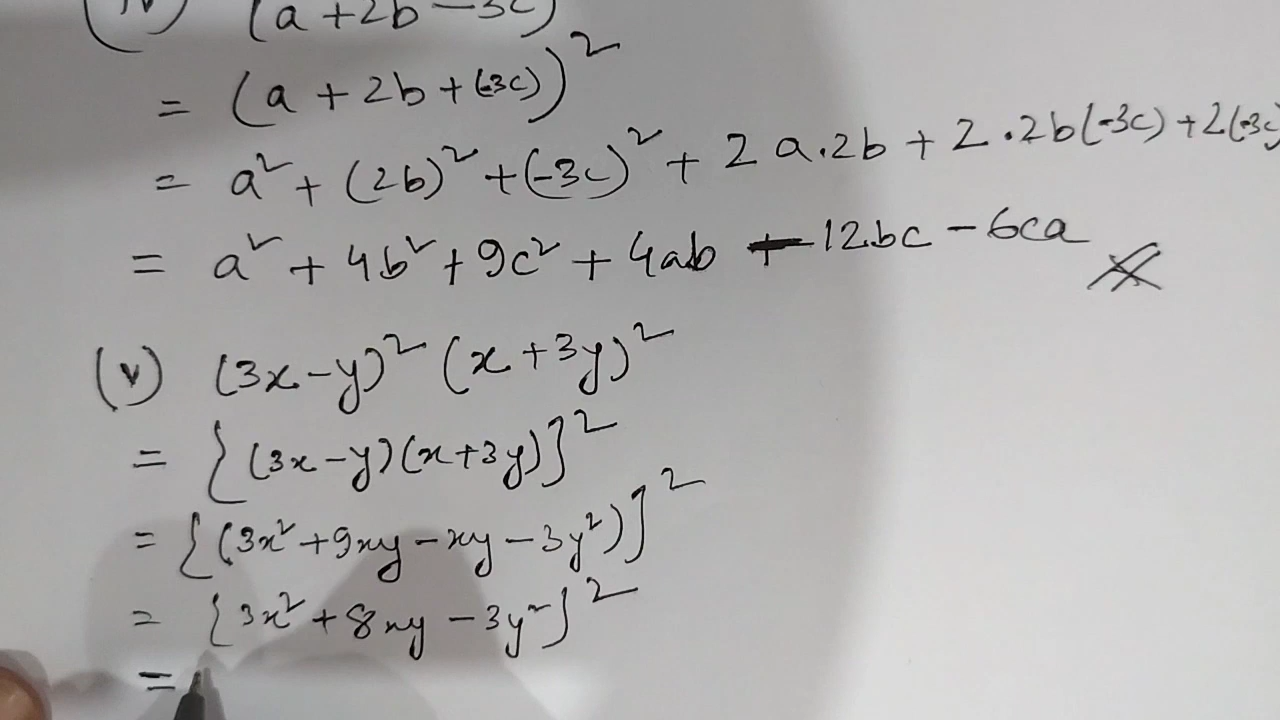 (iv) (a + 2b - 3c)
= (a + 2b + (-3c))²
= a² + (2b)² + (-3c)² + 2 a.2b + 2.2b(-3c) + 2(-3c)
= a² + 4b² + 9c² + 4ab - 12bc - 6ca
(v) (3x-y)² (x+3y)²
= {(3x-y)(x+3y)}²
= {(3x²+9xy-xy-3y²)}²
= {3x²+8xy-3y²}²
=